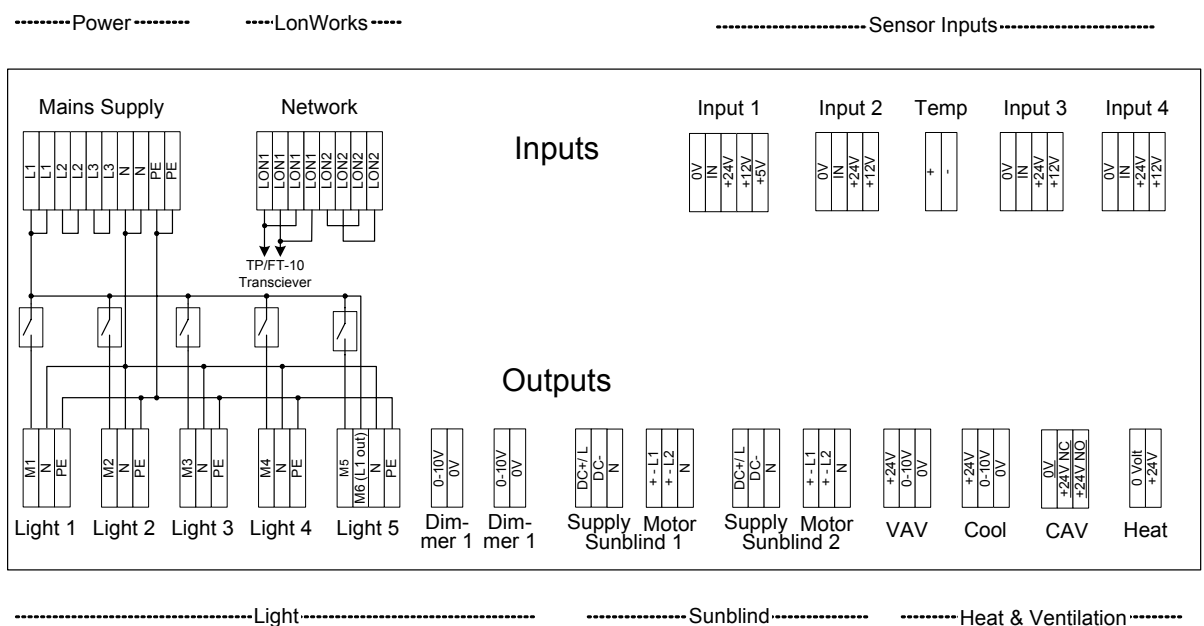 Power
LonWorks
Sensor Inputs
Mains Supply
Network
Inputs
Input 1
Input 2
Temp
Input 3
Input 4
L1
L1
L2
L2
L3
L3
N
N
PE
PE
LON1
LON1
LON1
LON1
LON2
LON2
LON2
LON2
0V
IN
+24V
+12V
+5V
0V
IN
+24V
+12V
+
-
0V
IN
+24V
+12V
0V
IN
+24V
+12V
TP/FT-10
Transciever
Outputs
M1
N
PE
M2
N
PE
M3
N
PE
M4
N
PE
M5
M6 (L1 out)
N
PE
0-10V
0V
0-10V
0V
DC+/ L
DC-
N
+ - L1
+ - L2
N
DC+/ L
DC-
N
+ - L1
+ - L2
N
+24V
0-10V
0V
+24V
0-10V
0V
0V
+24V NC
+24V NO
0 Volt
+24V
Light 1
Light 2
Light 3
Light 4
Light 5
Dim-
mer 1
Dim-
mer 1
Supply Motor
Sunblind 1
Supply Motor
Sunblind 2
VAV
Cool
CAV
Heat
Light
Sunblind
Heat & Ventilation